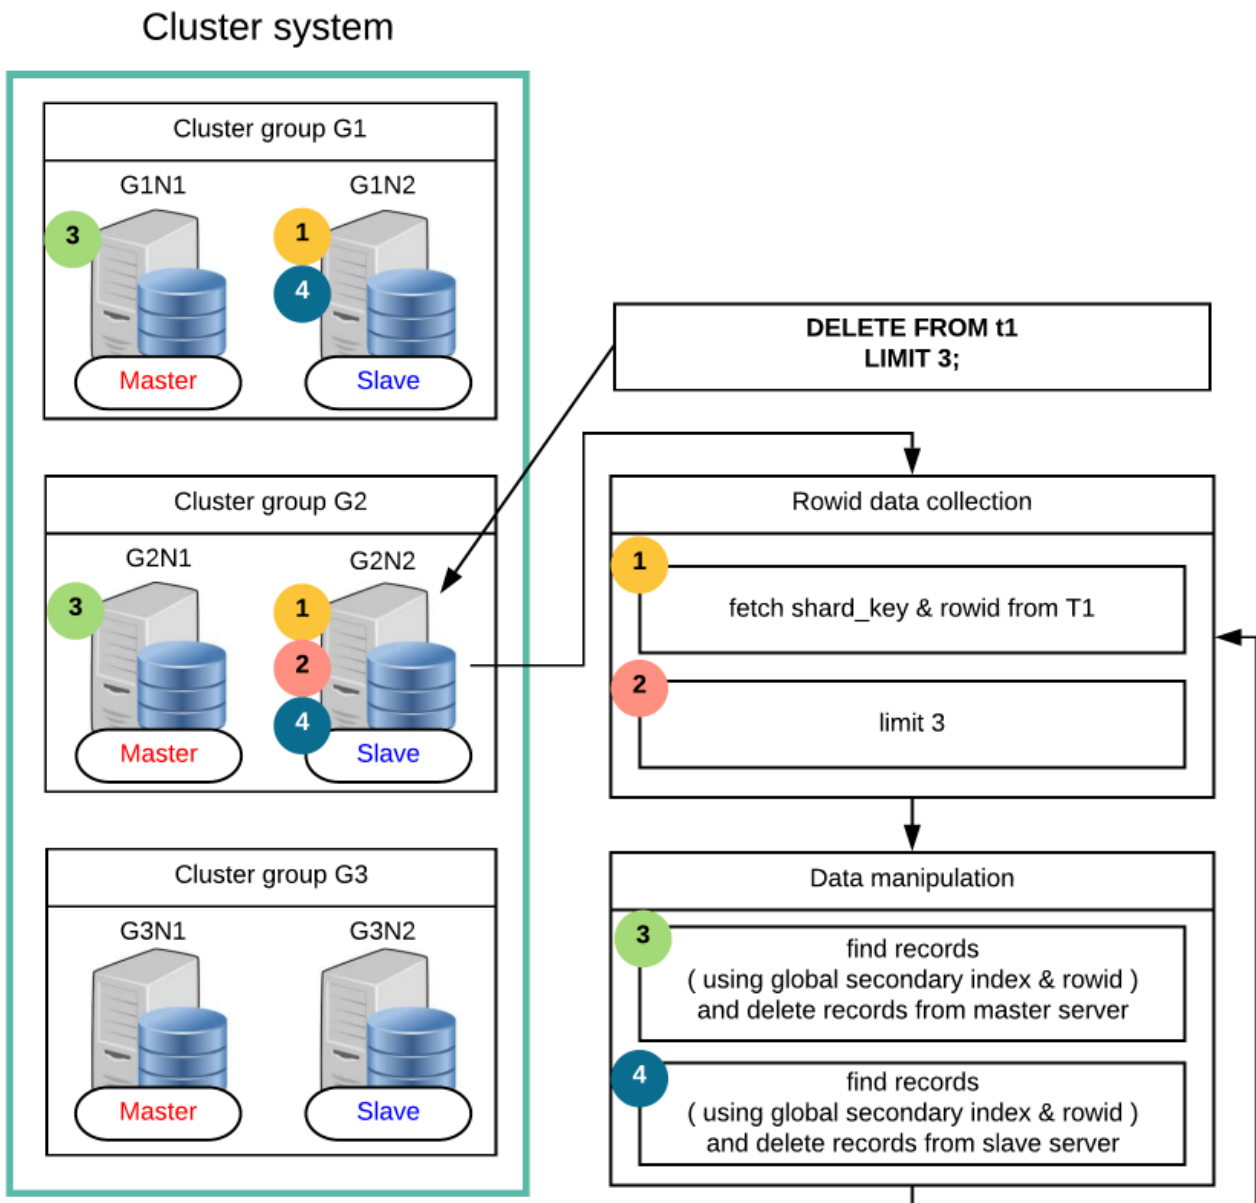 Cluster system
Cluster group G1
G1N1
G1N2
3
1
4
Master
Slave
DELETE FROM t1
LIMIT 3;
Cluster group G2
G2N1
G2N2
3
1
2
4
Master
Slave
Rowid data collection
1
fetch shard_key & rowid from T1
2
limit 3
Cluster group G3
G3N1
G3N2
Master
Slave
Data manipulation
3
find records
( using global secondary index & rowid )
and delete records from master server
4
find records
( using global secondary index & rowid )
and delete records from slave server